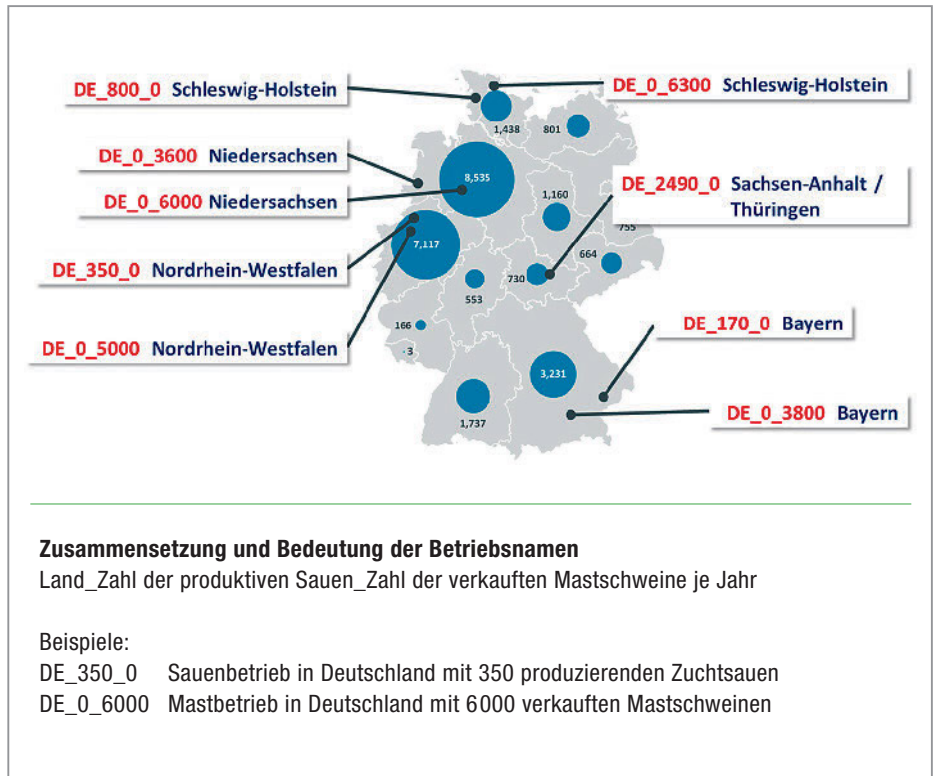 DE_800_0 Schleswig-Holstein
DE_0_6300 Schleswig-Holstein
1,438
801
DE_0_3600 Niedersachsen
8,535
DE_0_6000 Niedersachsen
DE_2490_0 Sachsen-Anhalt /
Thüringen
1,160
755
7,117
664
DE_350_0 Nordrhein-Westfalen
730
553
166
DE_170_0 Bayern
DE_0_5000 Nordrhein-Westfalen
3
3,231
DE_0_3800 Bayern
1,737
Zusammensetzung und Bedeutung der Betriebsnamen
Land_Zahl der produktiven Sauen_Zahl der verkauften Mastschweine je Jahr
Beispiele:
DE_350_0 Sauenbetrieb in Deutschland mit 350 produzierenden Zuchtsauen
DE_0_6000 Mastbetrieb in Deutschland mit 6000 verkauften Mastschweinen